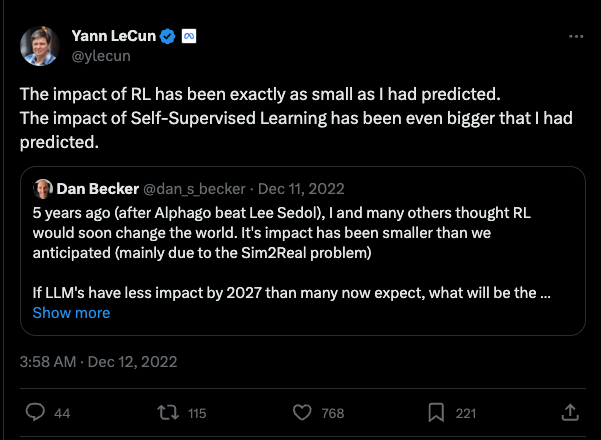 Yann LeCun
@ylecun
The impact of RL has been exactly as small as I had predicted.
The impact of Self-Supervised Learning has been even bigger that I had
predicted.
Dan Becker @dan_s_becker · Dec 11, 2022
5 years ago (after Alphago beat Lee Sedol), I and many others thought RL
would soon change the world. It's impact has been smaller than we
anticipated (mainly due to the Sim2Real problem)
If LLM's have less impact by 2027 than many now expect, what will be the ...
Show more
3:58 AM · Dec 12, 2022
44 115 768 221